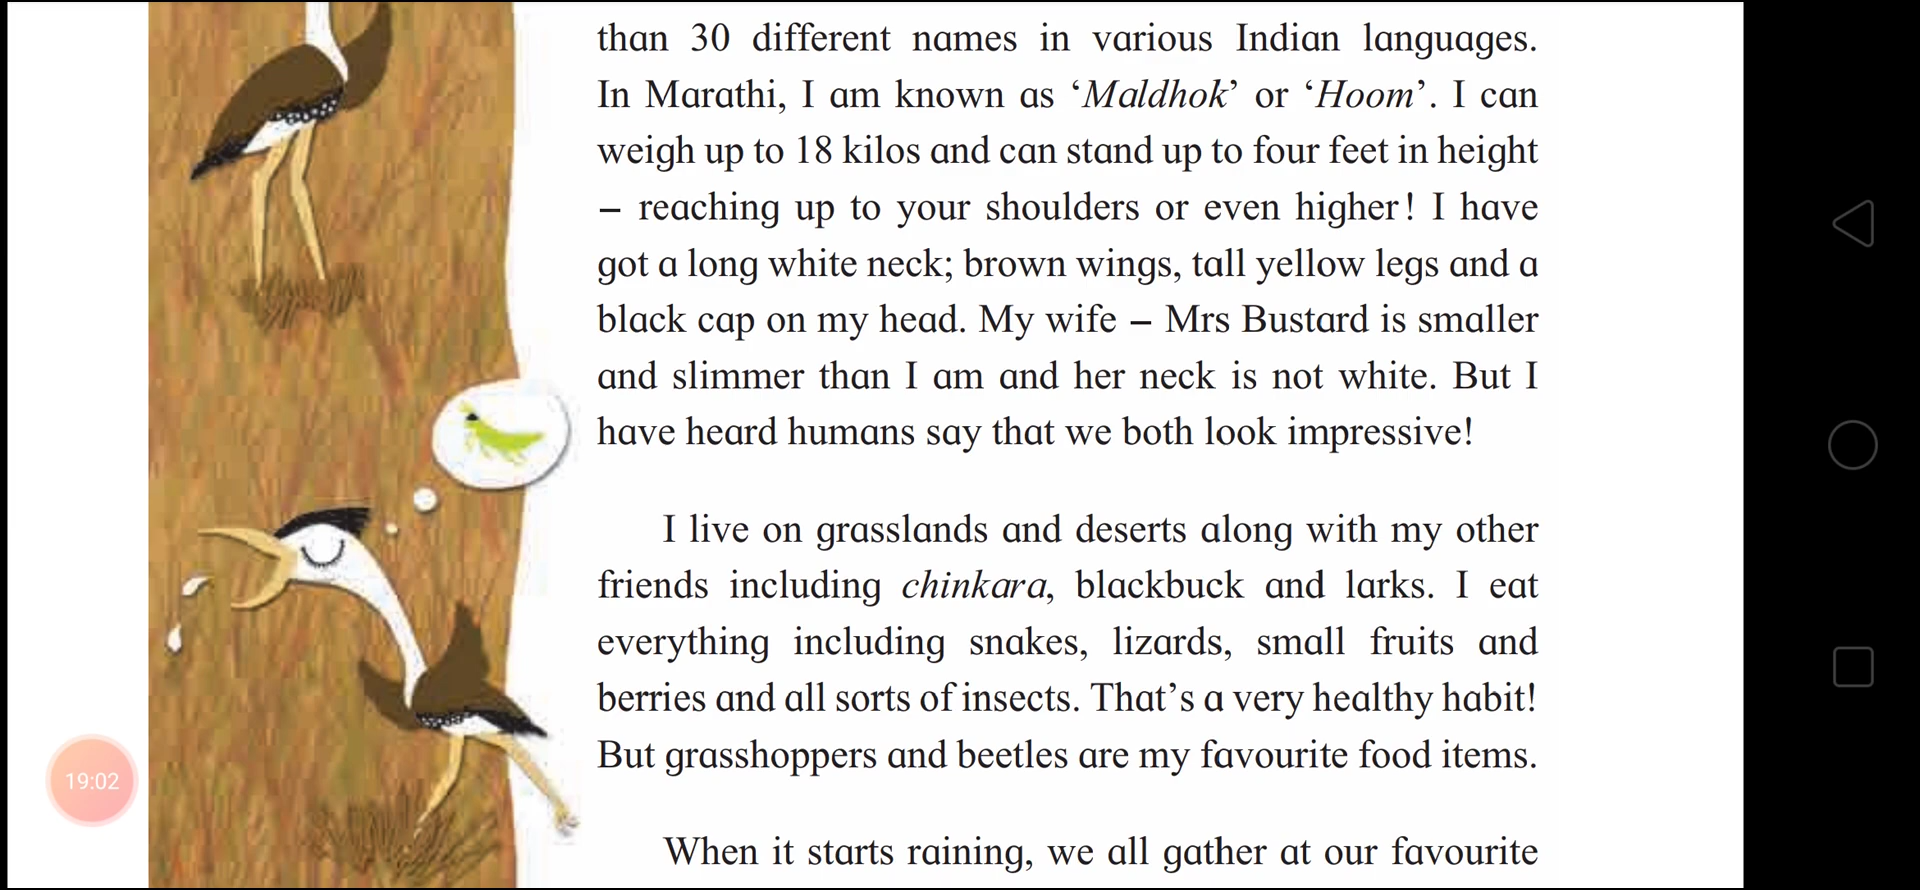 than 30 different names in various Indian languages.
In Marathi, I am known as ‘Maldhok’ or ‘Hoom’. I can
weigh up to 18 kilos and can stand up to four feet in height
– reaching up to your shoulders or even higher! I have
got a long white neck; brown wings, tall yellow legs and a
black cap on my head. My wife – Mrs Bustard is smaller
and slimmer than I am and her neck is not white. But I
have heard humans say that we both look impressive!
I live on grasslands and deserts along with my other
friends including chinkara, blackbuck and larks. I eat
everything including snakes, lizards, small fruits and
berries and all sorts of insects. That’s a very healthy habit!
But grasshoppers and beetles are my favourite food items.
When it starts raining, we all gather at our favourite
19:02